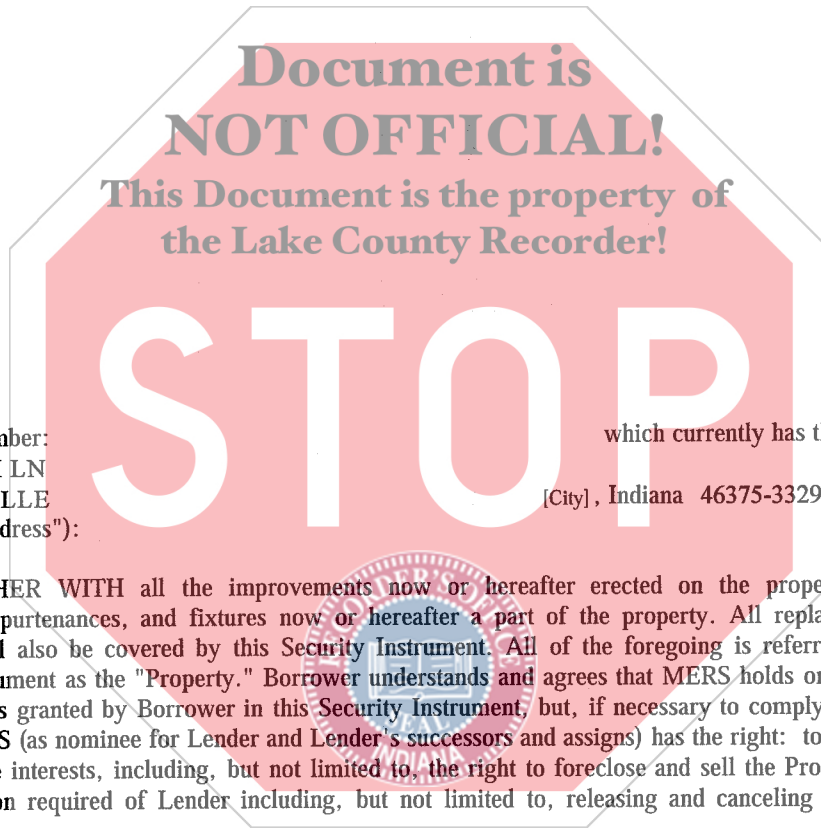 Document is
NOT OFFICIAL!
This Document is the property of
the Lake County Recorder!
STOP
mber: which currently has th
LN
LLE [City] , Indiana 46375-3329
dress"):
HER WITH all the improvements now or hereafter erected on the prope
purtenances, and fixtures now or hereafter a part of the property. All repla
l also be covered by this Security Instrument. All of the foregoing is referr
ument as the "Property." Borrower understands and agrees that MERS holds on
s granted by Borrower in this Security Instrument, but, if necessary to comply
S (as nominee for Lender and Lender's successors and assigns) has the right: to
e interests, including, but not limited to, the right to foreclose and sell the Pro
on required of Lender including, but not limited to, releasing and canceling
RECORDER'S OFFICE
SEAL
INDIANA